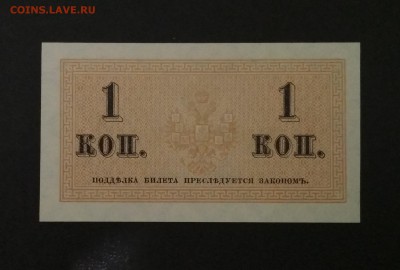 COINS.LAVE.RU
1 1
КОП. КОП.
ПОДДѢЛКА БИЛЕТА ПРЕСЛѢДУЕТСЯ ЗАКОНОМЪ.